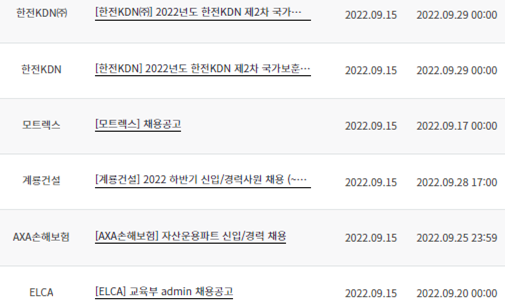 한전KDN㈜ [한전KDN㈜] 2022년도 한전KDN 제2차 국가… 2022.09.15 2022.09.29 00:00
한전KDN [한전KDN] 2022년도 한전KDN 제2차 국가보훈… 2022.09.15 2022.09.29 00:00
모트렉스 [모트렉스] 채용공고 2022.09.15 2022.09.17 00:00
계룡건설 [계룡건설] 2022 하반기 신입/경력사원 채용 (~… 2022.09.15 2022.09.28 17:00
AXA손해보험 [AXA손해보험] 자산운용파트 신입/경력 채용 2022.09.15 2022.09.25 23:59
ELCA [ELCA] 교육부 admin 채용공고 2022.09.15 2022.09.20 00:00